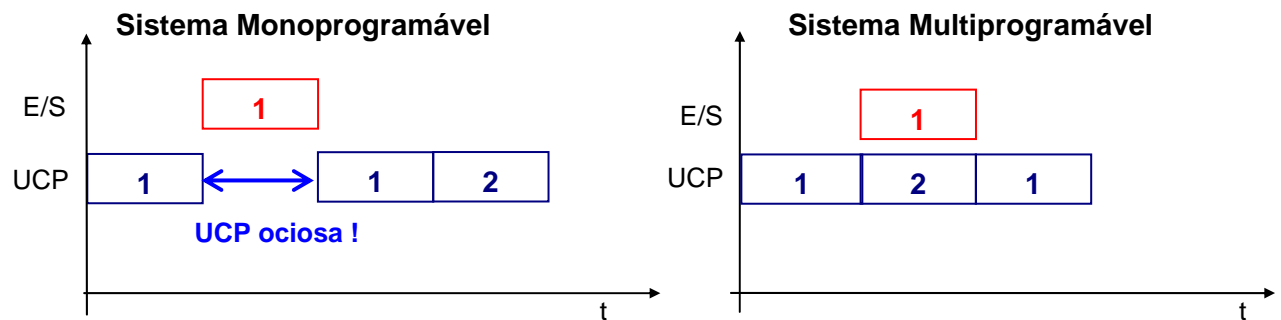 Sistema Monoprogramável
E/S
1
UCP
1
1
2
UCP ociosa !
t
Sistema Multiprogramável
E/S
1
UCP
1
2
1
t